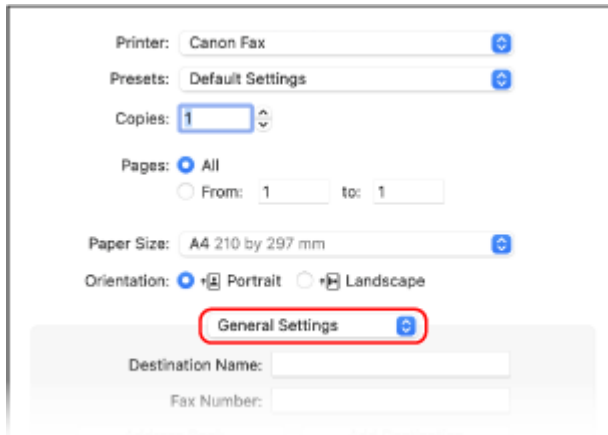 Printer: Canon Fax
Presets: Default Settings
Copies: 1
Pages: All
From: 1 to: 1
Paper Size: A4 210 by 297 mm
Orientation: Portrait Landscape
General Settings
Destination Name:
Fax Number: